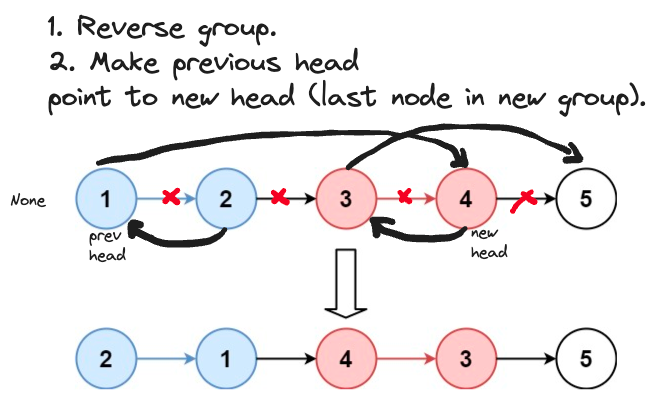 1. Reverse group.
2. Make previous head
point to new head (last node in new group).
None 1 2 3 4 5
prev
head
new
head
2 1 4 3 5